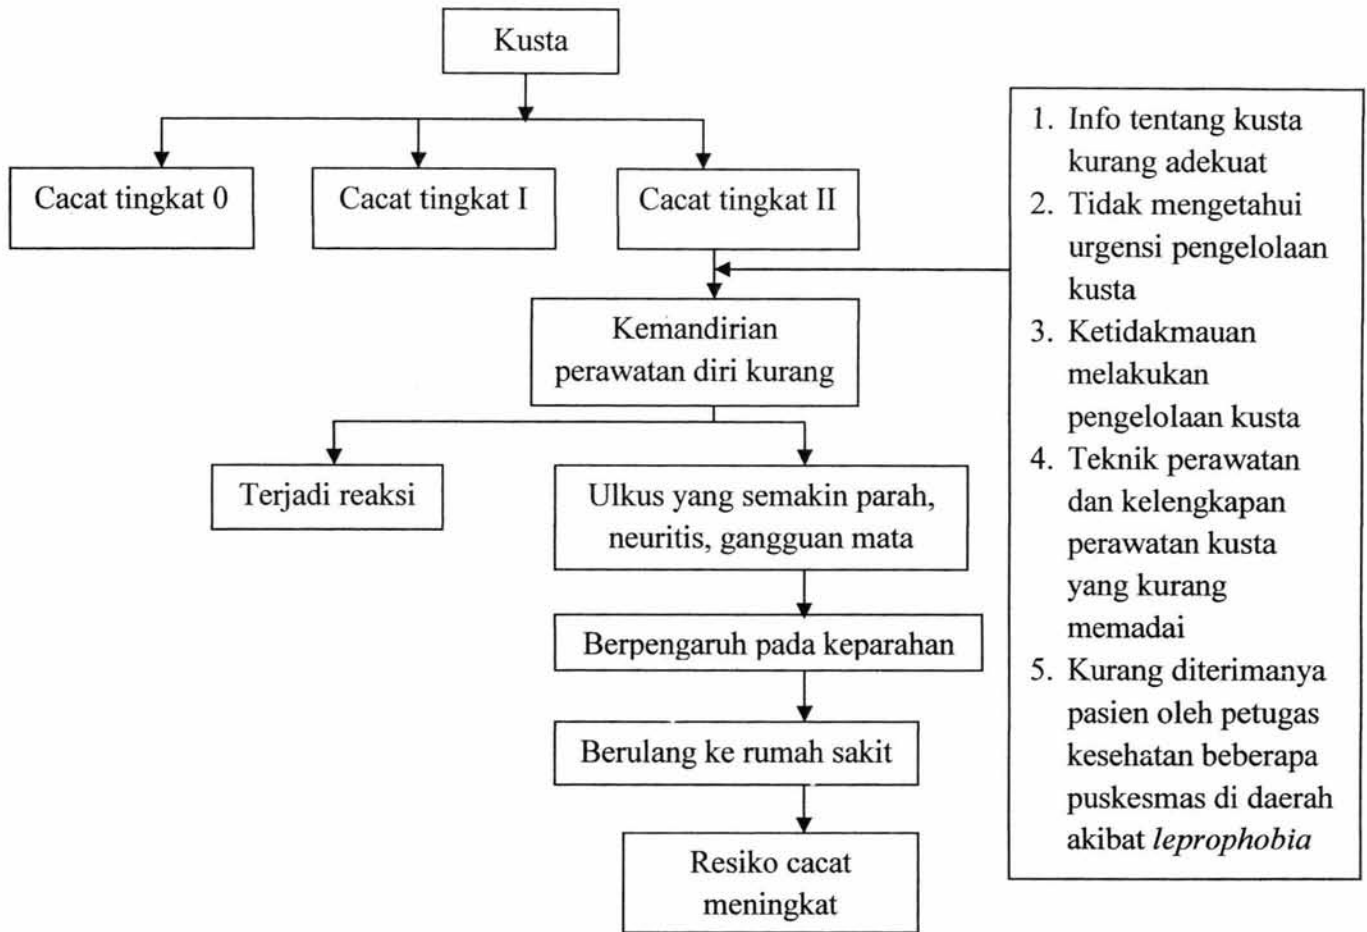 Kusta
Cacat tingkat 0
Cacat tingkat I
Cacat tingkat II
Kemandirian
perawatan diri kurang
Terjadi reaksi
Ulkus yang semakin parah,
neuritis, gangguan mata
Berpengaruh pada keparahan
Berulang ke rumah sakit
Resiko cacat
meningkat
1. Info tentang kusta
kurang adekuat
2. Tidak mengetahui
urgensi pengelolaan
kusta
3. Ketidakmauan
melakukan
pengelolaan kusta
4. Teknik perawatan
dan kelengkapan
perawatan kusta
yang kurang
memadai
5. Kurang diterimanya
pasien oleh petugas
kesehatan beberapa
puskesmas di daerah
akibat leprophobia